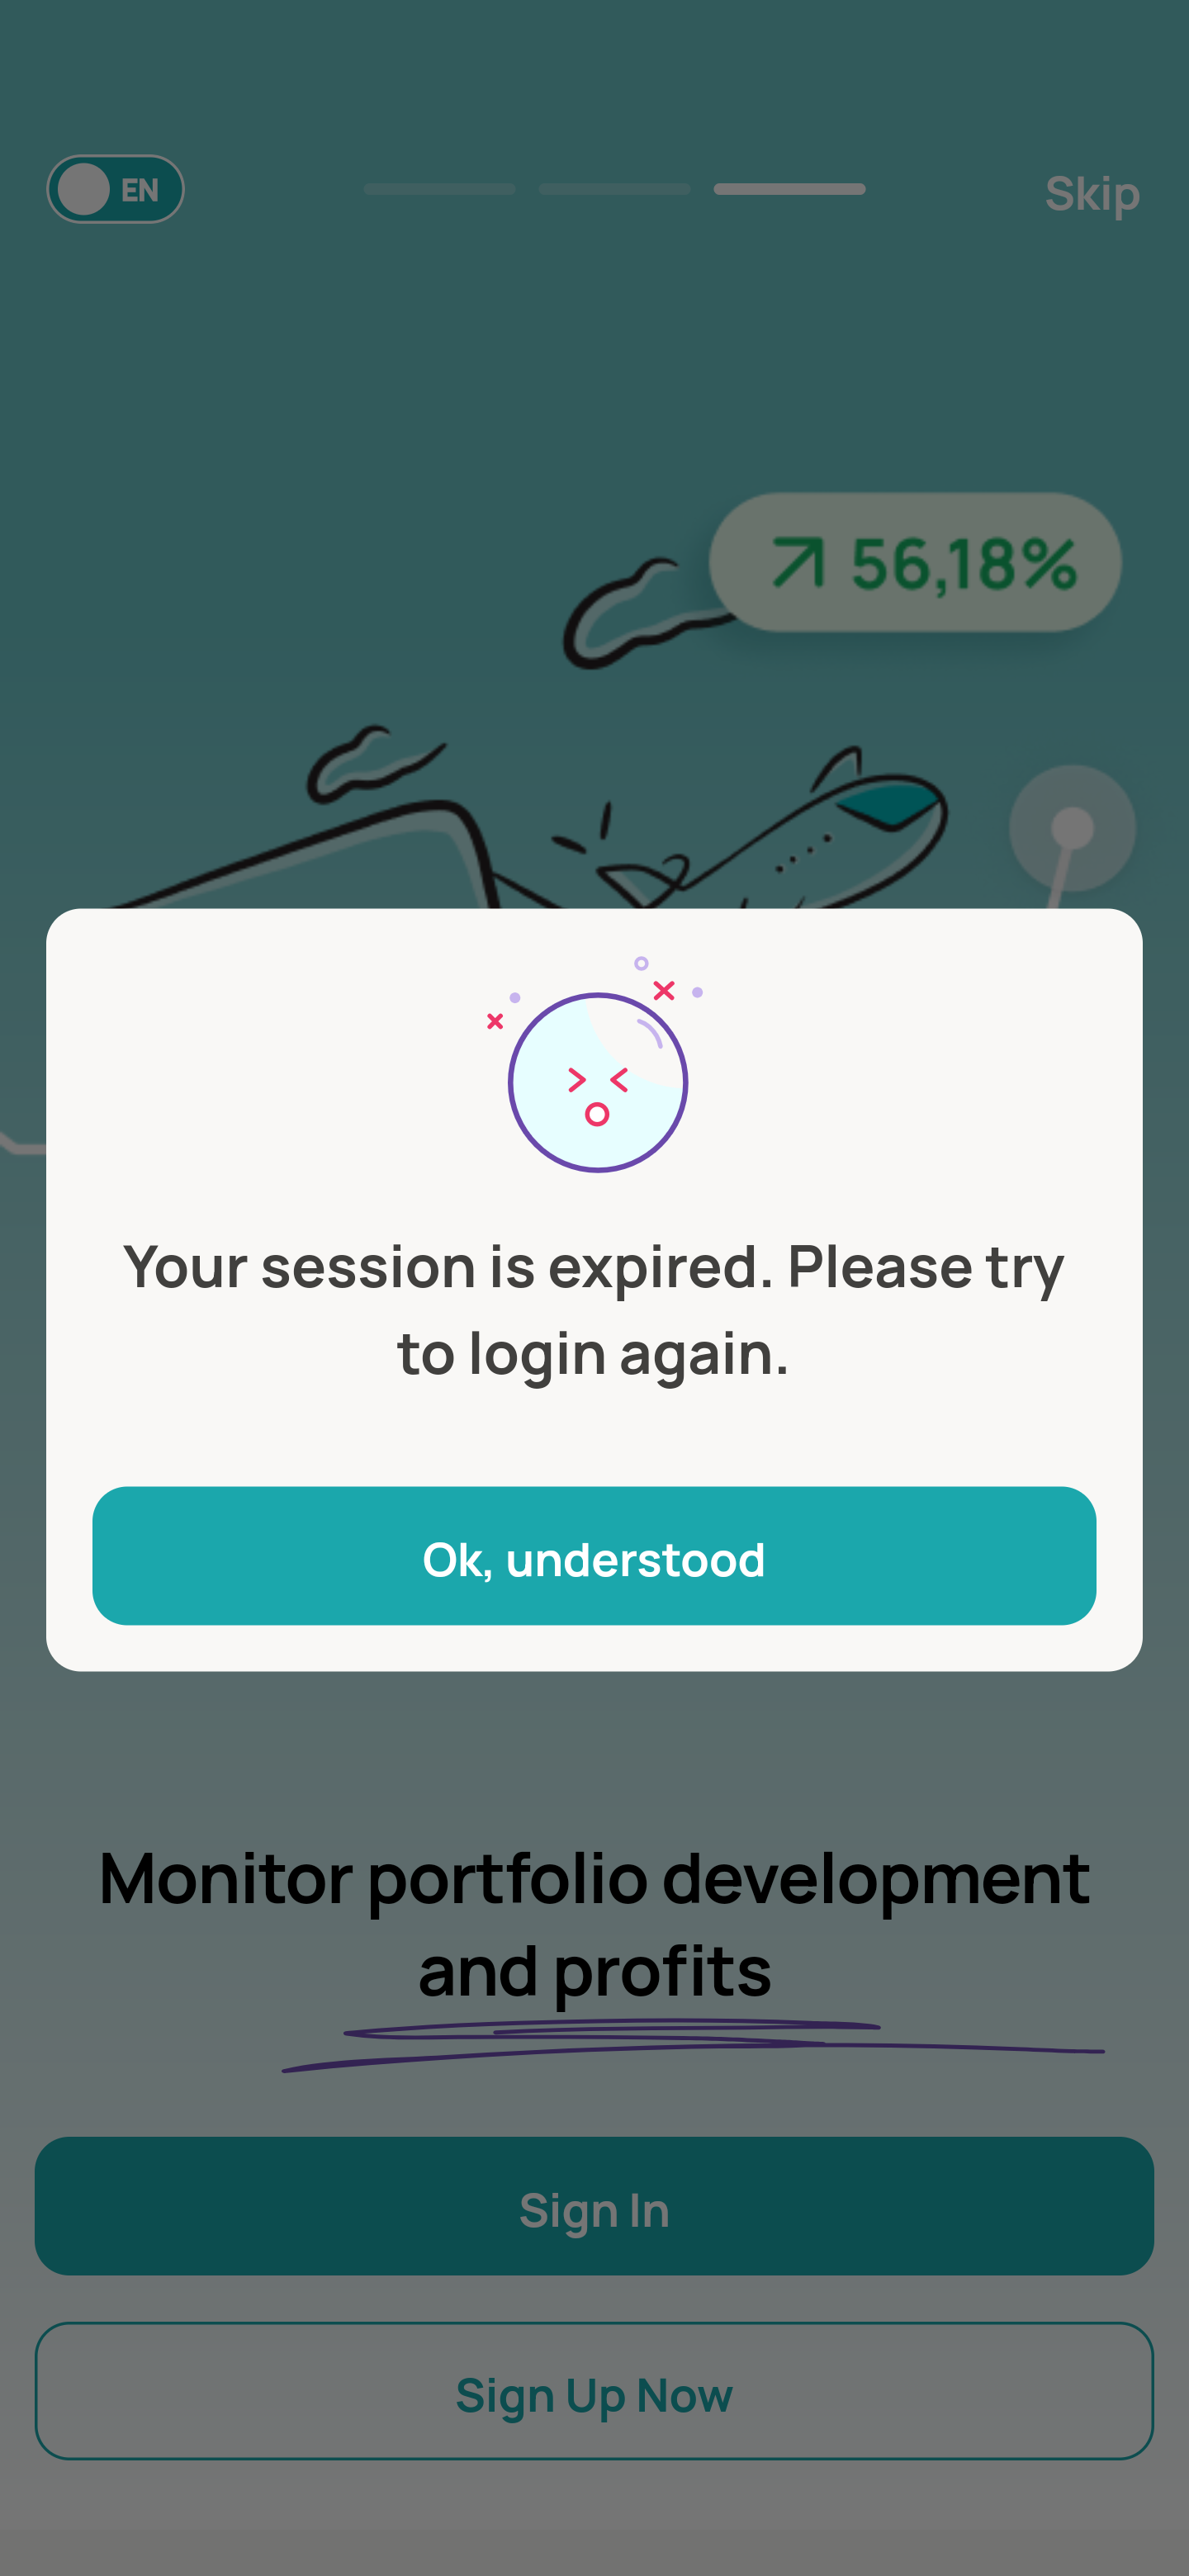 EN
Skip
56,18%
Your session is expired. Please try
to login again.
Ok, understood
Monitor portfolio development
and profits
Sign In
Sign Up Now